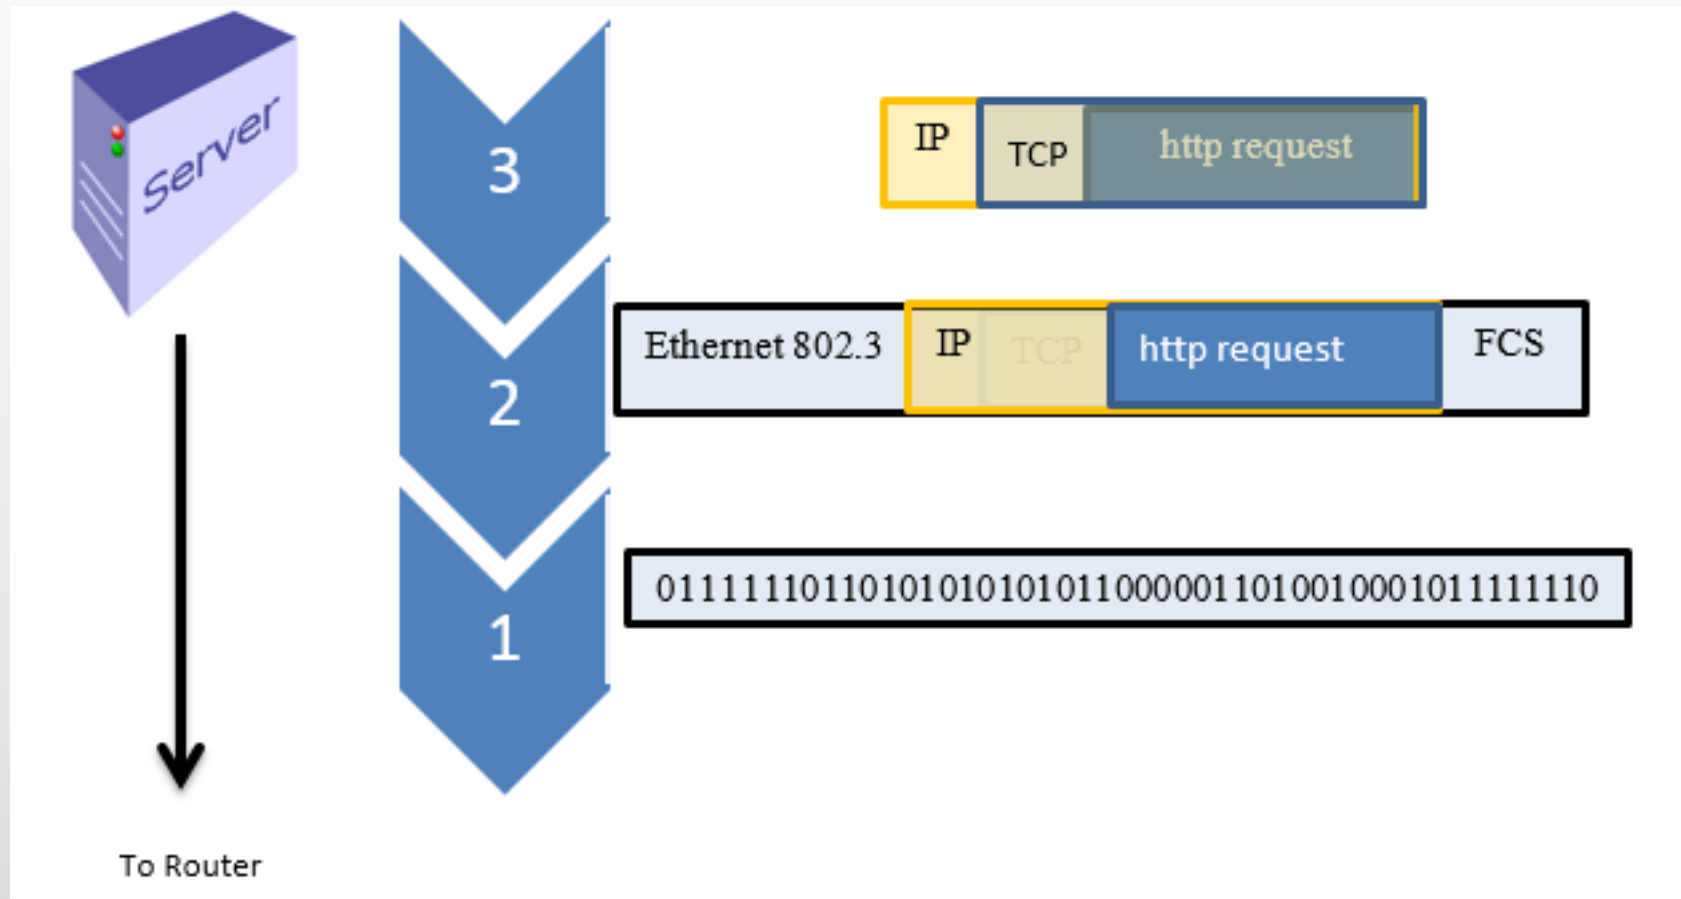 Server
3
IP TCP http request
2
Ethernet 802.3 IP TCP http request FCS
1
0111111011010101010101100000110100100010111111110
To Router